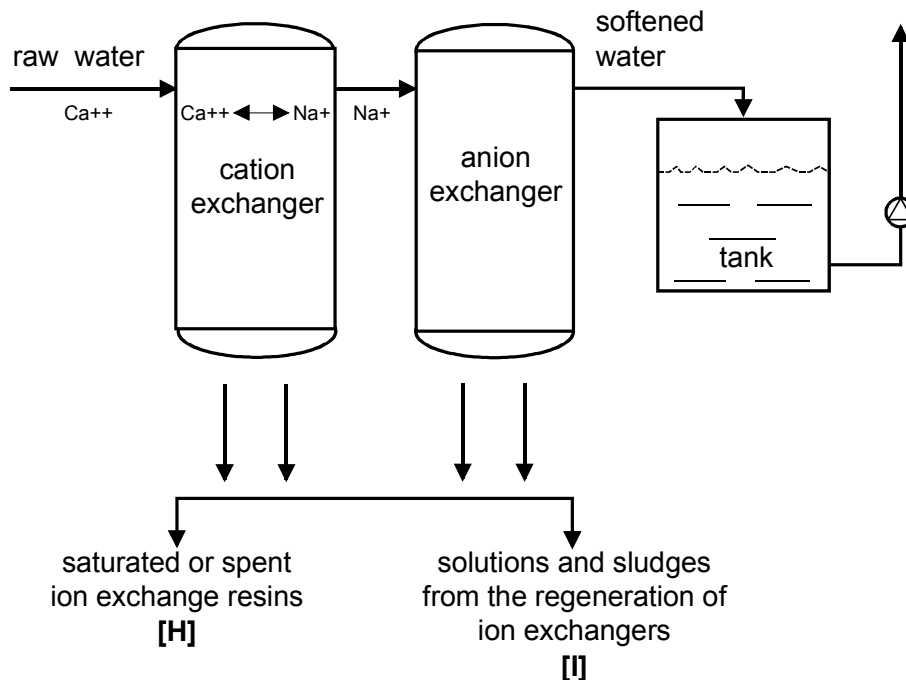 raw water
Ca++
Ca++
Na+
Na+
cation
exchanger
anion
exchanger
softened
water
tank
saturated or spent
ion exchange resins
[H]
solutions and sludges
from the regeneration of
ion exchangers
[I]